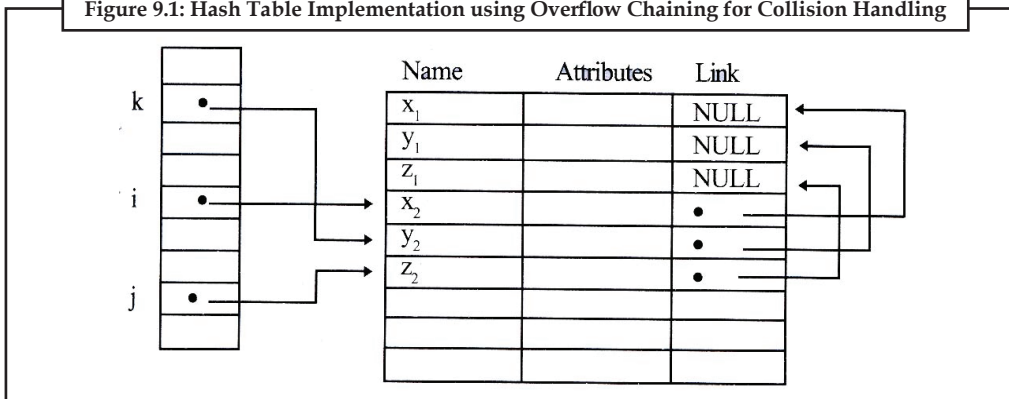 Figure 9.1: Hash Table Implementation using Overflow Chaining for Collision Handling
Name Attributes Link
k
i
j
x₁ NULL
y₁ NULL
z₁ NULL
x₂
y₂
z₂